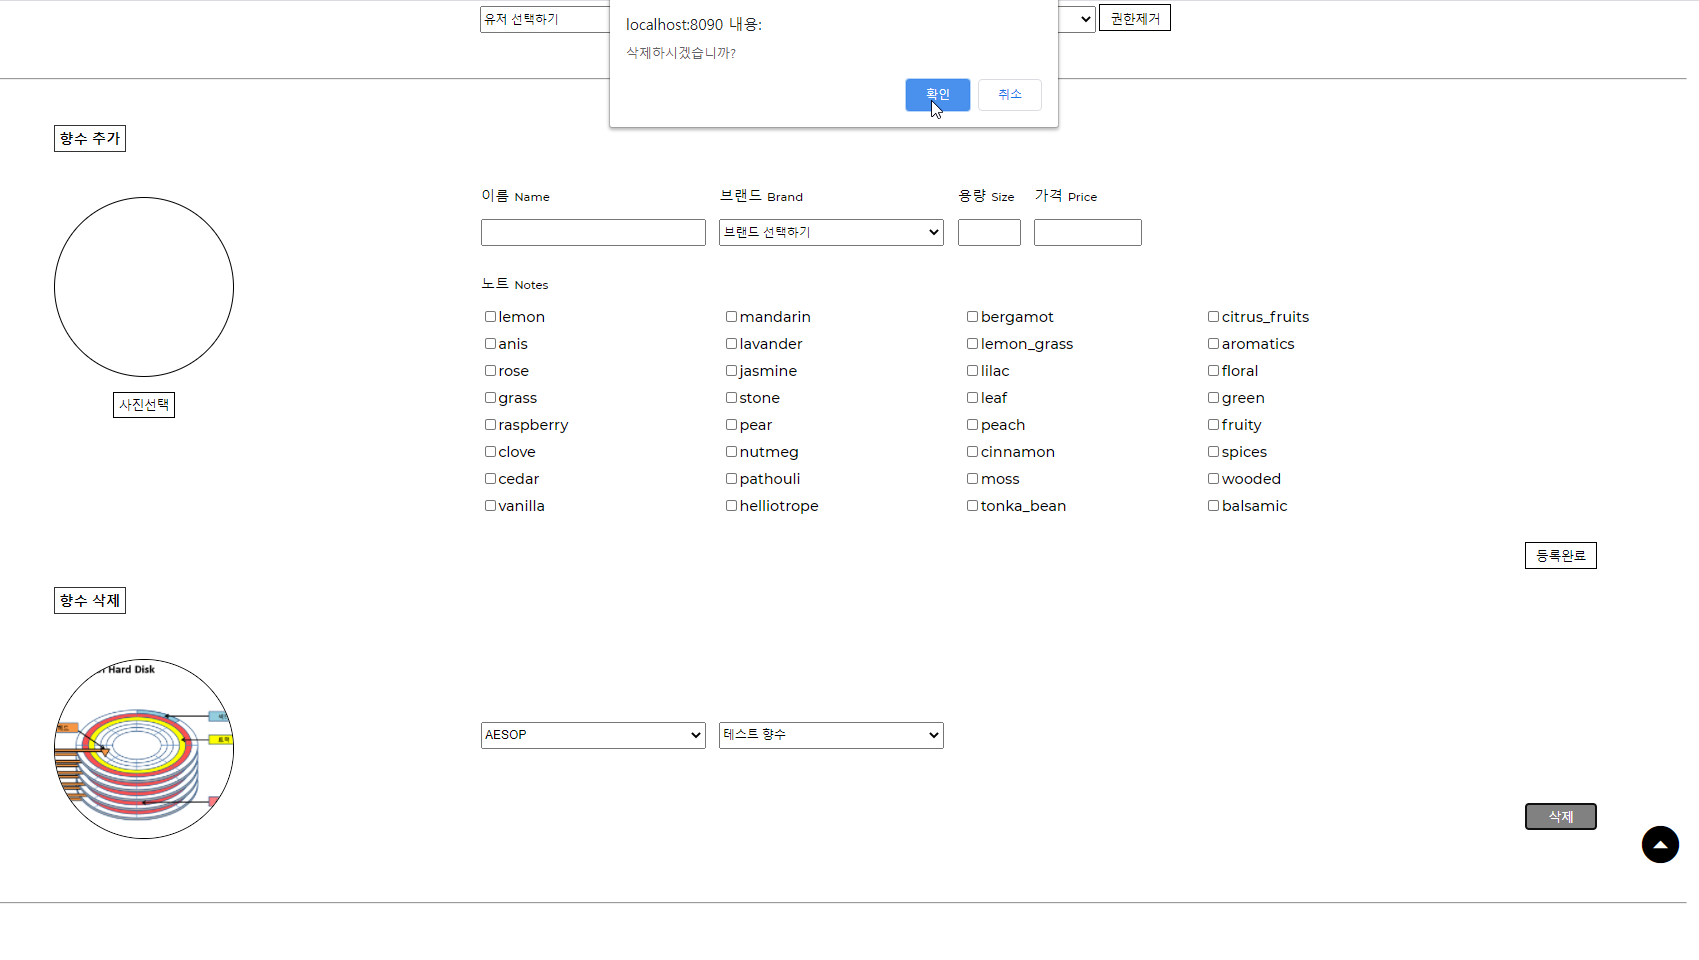 유저 선택하기
권한제거
localhost:8090 내용:
삭제하시겠습니까?
확인 취소
향수 추가
이름 Name 브랜드 Brand 용량 Size 가격 Price
브랜드 선택하기
노트 Notes
lemon mandarin bergamot citrus_fruits
anis lavander lemon_grass aromatics
rose jasmine lilac floral
사진선택
grass stone leaf green
raspberry pear peach fruity
clove nutmeg cinnamon spices
cedar pathouli moss wooded
vanilla helliotrope tonka_bean balsamic
등록완료
향수 삭제
Hard Disk
AESOP 테스트 향수
삭제